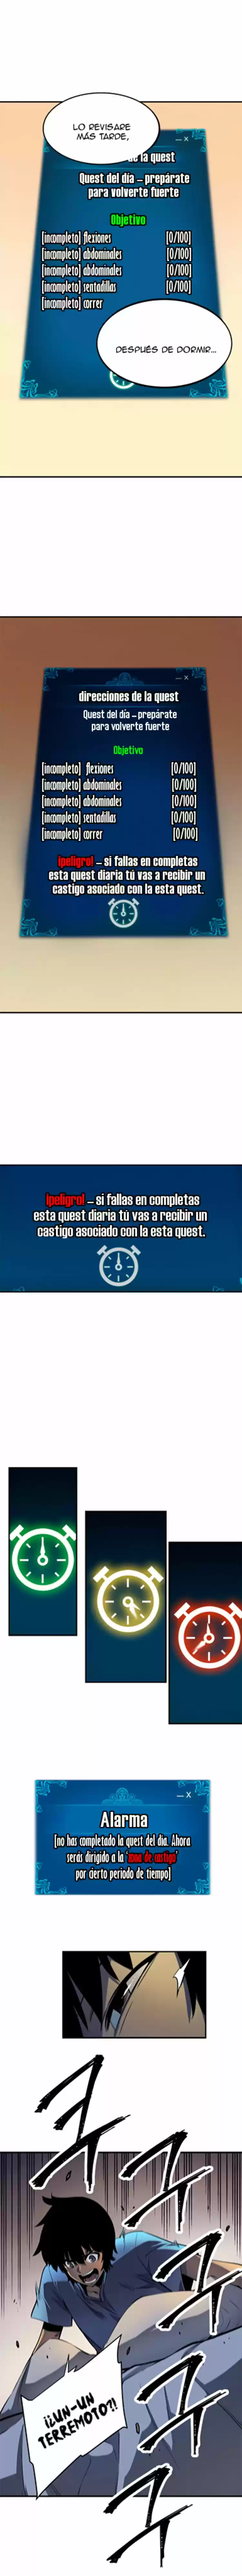 LO REVISARE
MÁS TARDE,
de la quest
Quest del día – prepárate
para volverte fuerte
Objetivo
[incompleto] flexiones [0/100]
[incompleto] abdominales [0/100]
[incompleto] abdominales [0/100]
[incompleto] sentadillas [0/100]
[incompleto] correr
DESPUÉS DE DORMIR...
direcciones de la quest
Quest del día – prepárate
para volverte fuerte
Objetivo
[incompleto] flexiones [0/100]
[incompleto] abdominales [0/100]
[incompleto] abdominales [0/100]
[incompleto] sentadillas [0/100]
[incompleto] correr [0/100]
¡peligro! – si fallas en completas
esta quest diaria tú vas a recibir un
castigo asociado con la esta quest.
¡peligro! – si fallas en completas
esta quest diaria tú vas a recibir un
castigo asociado con la esta quest.
Alarma
[no has completado la quest del dia. Ahora
serás dirigido a la 'zona de castigo'
por cierto periodo de tiempo]
¡¿UN-UN
TERREMOTO?!